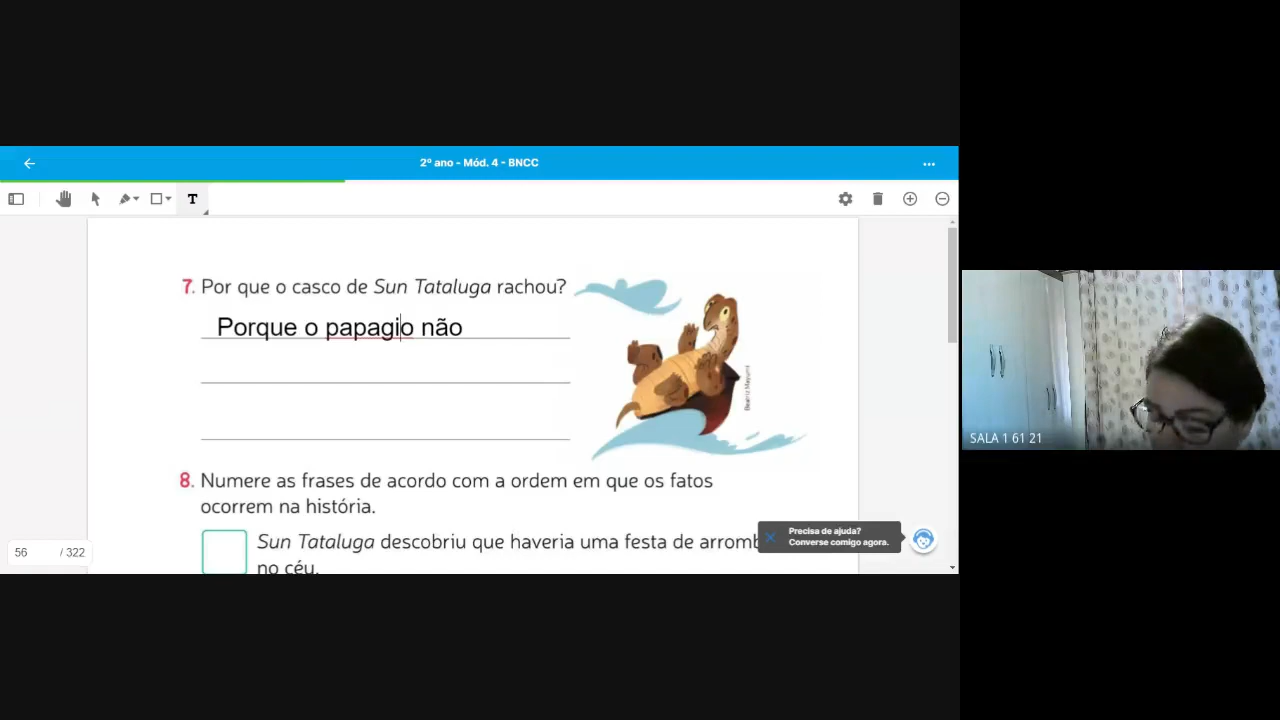 2º ano - Mód. 4 - BNCC
T
7. Por que o casco de Sun Tataluga rachou?
Porque o papagio não
Beatriz Mayumi
8. Numere as frases de acordo com a ordem em que os fatos
ocorrem na história.
Sun Tataluga descobriu que haveria uma festa de arromb
no céu.
56 / 322
Precisa de ajuda?
Converse comigo agora.
SALA 1 61 21